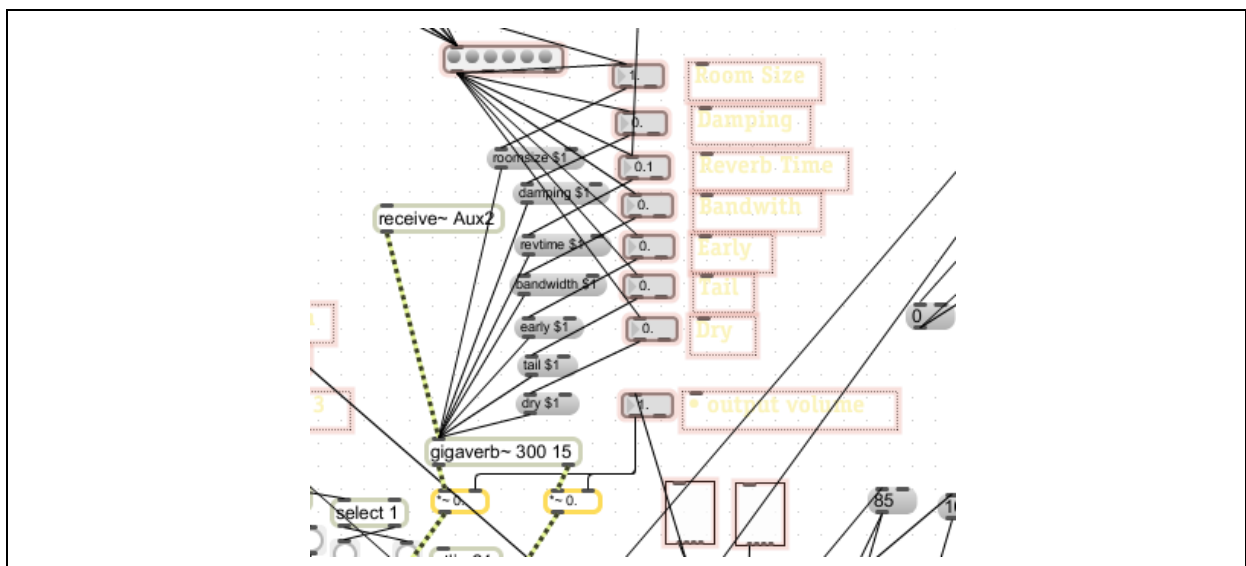 1. Room Size
0. Damping
roomsize $1 0.1 Reverb Time
damping $1 0. Bandwith
receive~ Aux2
revtime $1 0. Early
bandwidth $1 0. Tail
0
early $1 0. Dry
tail $1
3 dry $1 1. • output volume
gigaverb~ 300 15
*~ 0. *~ 0. 85
select 1